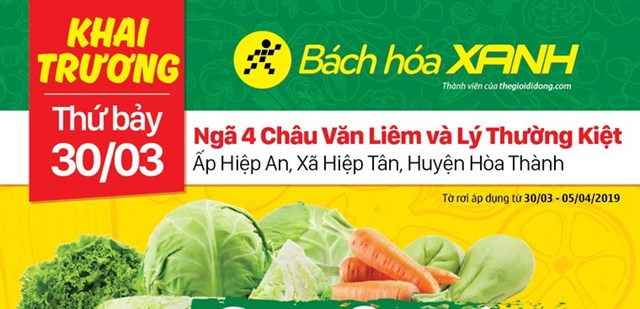 KHAI
TRƯƠNG
Thứ bảy
30/03
Bách hóa XANH
Thành viên của thegioididong.com
Ngã 4 Châu Văn Liêm và Lý Thường Kiệt
Ấp Hiệp An, Xã Hiệp Tân, Huyện Hòa Thành
Tờ rơi áp dụng từ 30/03 - 05/04/2019